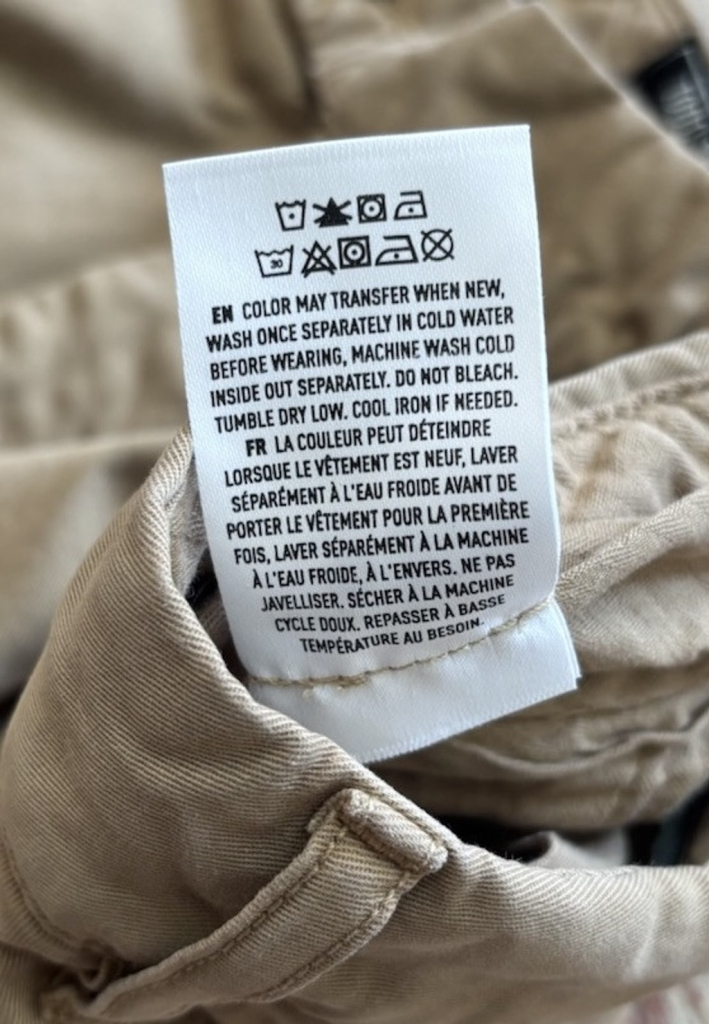 30
EN COLOR MAY TRANSFER WHEN NEW,
WASH ONCE SEPARATELY IN COLD WATER
BEFORE WEARING, MACHINE WASH COLD
INSIDE OUT SEPARATELY. DO NOT BLEACH.
TUMBLE DRY LOW. COOL IRON IF NEEDED.
FR LA COULEUR PEUT DÉTEINDRE
LORSQUE LE VÊTEMENT EST NEUF, LAVER
SÉPARÉMENT À L'EAU FROIDE AVANT DE
PORTER LE VÊTEMENT POUR LA PREMIÈRE
FOIS, LAVER SÉPARÉMENT À LA MACHINE
À L'EAU FROIDE, À L'ENVERS. NE PAS
JAVELLISER. SÉCHER À LA MACHINE
CYCLE DOUX. REPASSER À BASSE
TEMPÉRATURE AU BESOIN.